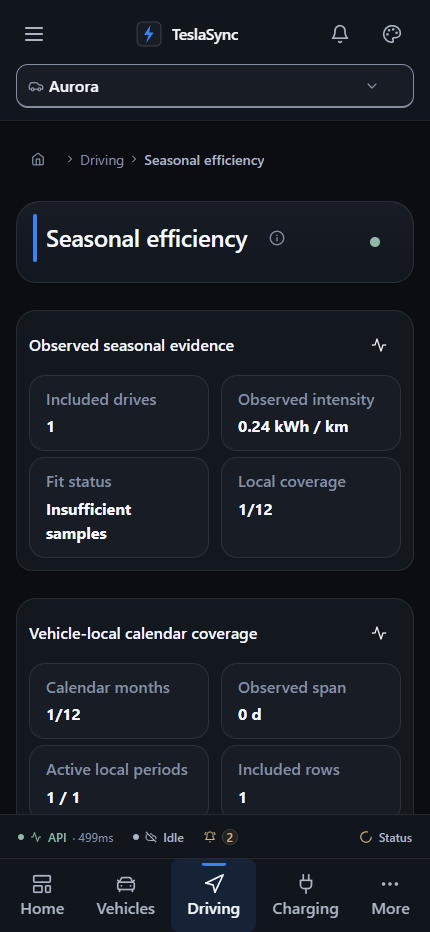 TeslaSync
Aurora
Driving
Seasonal efficiency
Seasonal efficiency
Observed seasonal evidence
Included drives
1
Observed intensity
0.24 kWh / km
Fit status
Insufficient
samples
Local coverage
1/12
Vehicle-local calendar coverage
Calendar months
1/12
Observed span
0 d
Active local periods
1 / 1
Included rows
1
API · 499ms
Idle
2
Status
Home
Vehicles
Driving
Charging
More